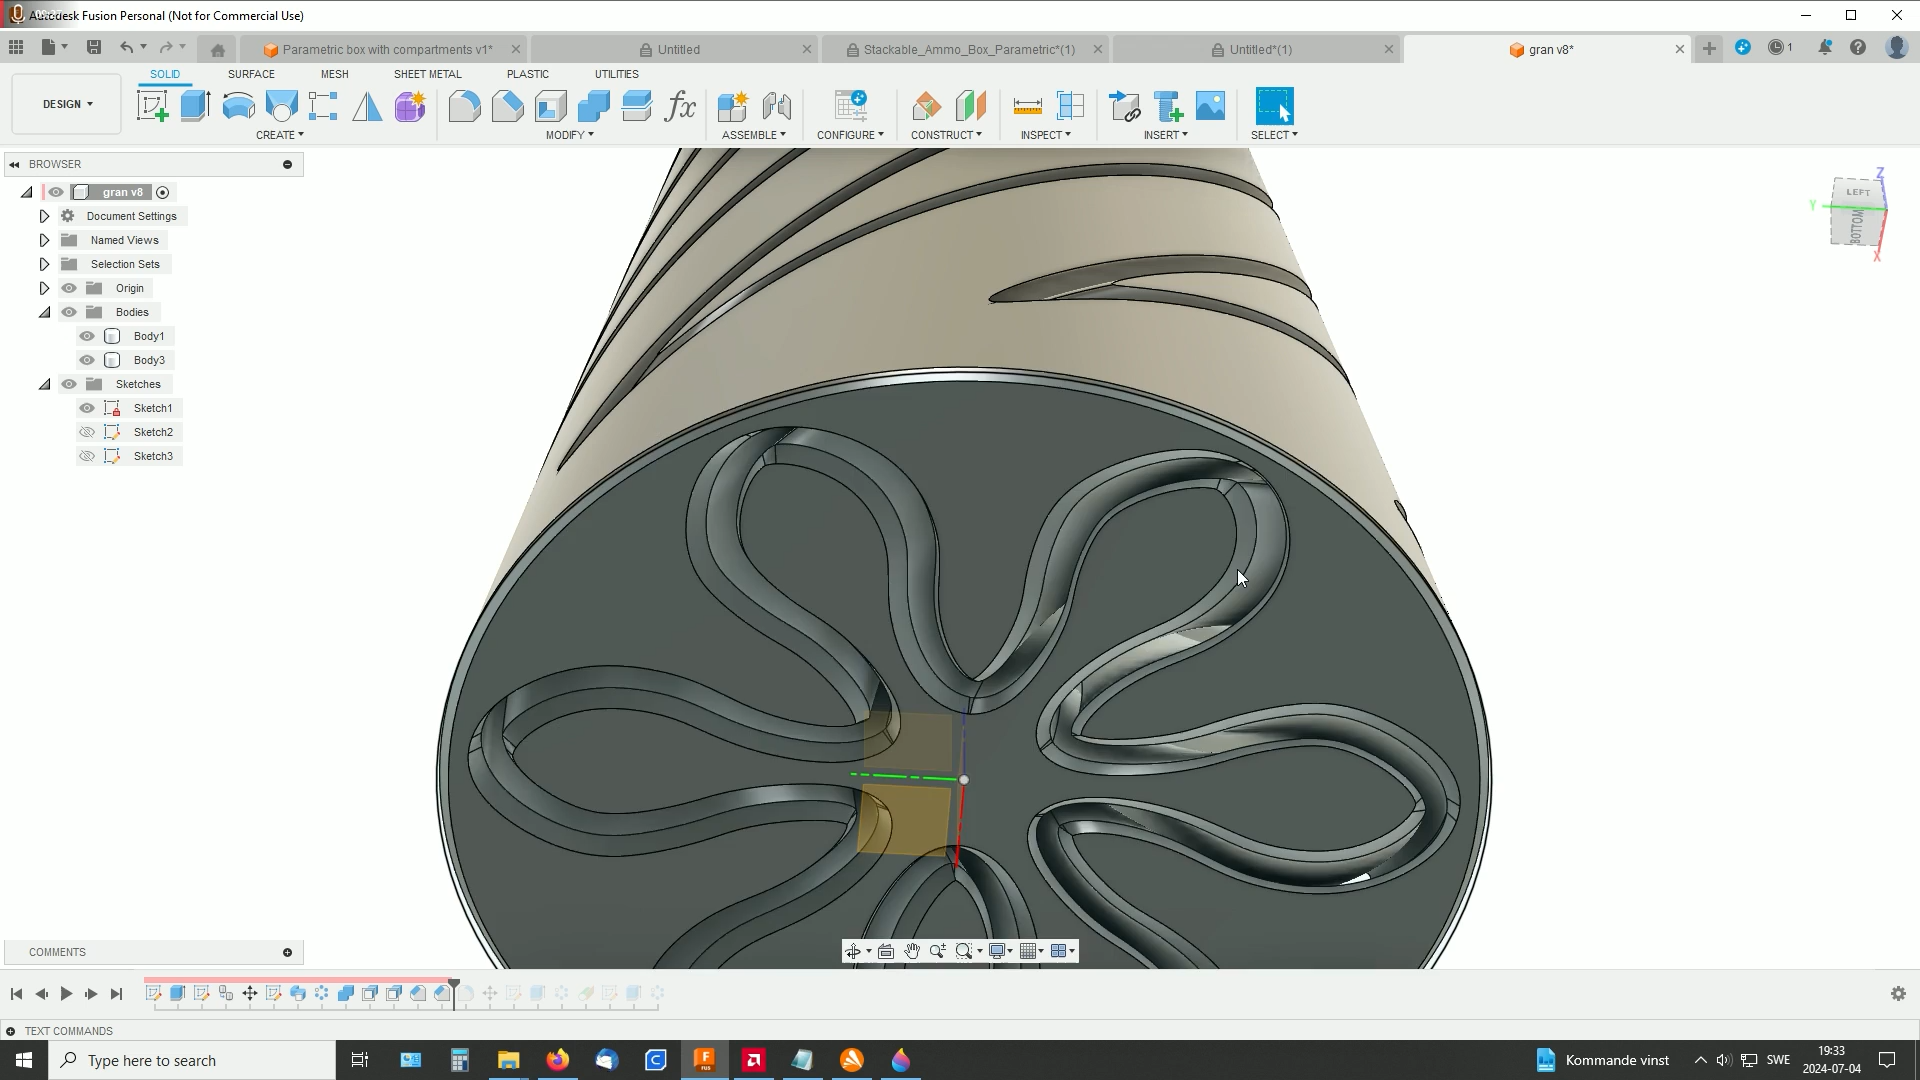 Autodesk Fusion Personal (Not for Commercial Use)
Parametric box with compartments v1*
Untitled
Stackable_Ammo_Box_Parametric*(1)
Untitled*(1)
gran v8*
1
DESIGN
SOLID
SURFACE
MESH
SHEET METAL
PLASTIC
UTILITIES
CREATE
MODIFY
ASSEMBLE
CONFIGURE
CONSTRUCT
INSPECT
INSERT
SELECT
BROWSER
gran v8
Document Settings
Named Views
Selection Sets
Origin
Bodies
Body1
Body3
Sketches
Sketch1
Sketch2
Sketch3
Z
LEFT
Y
BOTTOM
X
COMMENTS
TEXT COMMANDS
Type here to search
Kommande vinst
SWE
19:33
2024-07-04